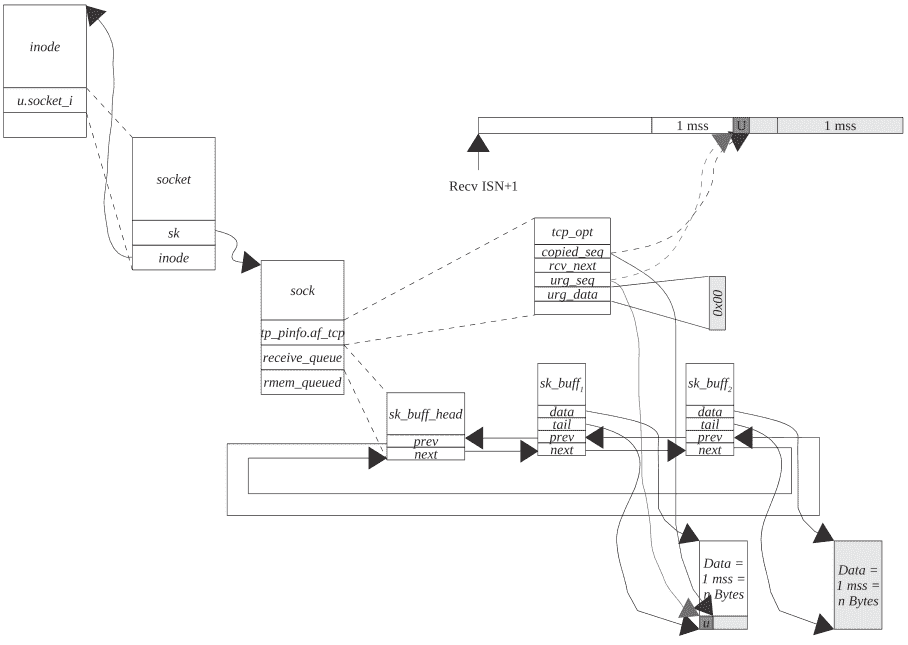 inode
u.socket_i
socket
sk
inode
1 mss
U
1 mss
Recv ISN+1
sock
tp_pinfo.af_tcp
receive_queue
rmem_queued
tcp_opt
copied_seq
rcv_next
urg_seq
urg_data
0x00
sk_buff_head
prev
next
sk_buff1
data
tail
prev
next
sk_buff2
data
tail
prev
next
Data =
1 mss =
n Bytes
u
Data =
1 mss =
n Bytes